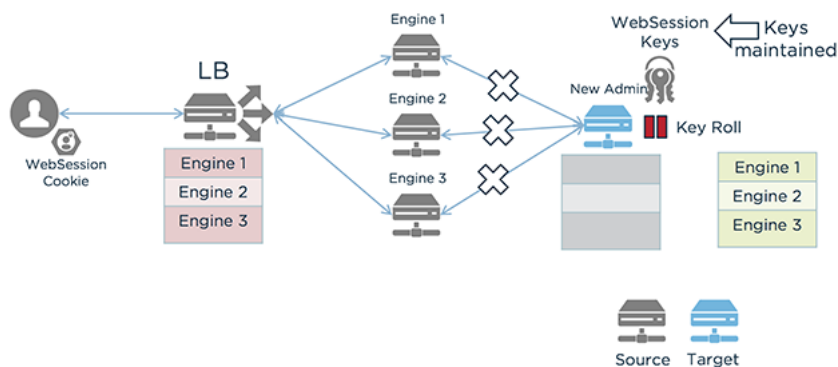 WebSession
Keys
Keys
maintained
Engine 1
LB
Engine 2
New Admin
Key Roll
WebSession
Cookie
Engine 1
Engine 2
Engine 3
Engine 3
Engine 1
Engine 2
Engine 3
Source
Target